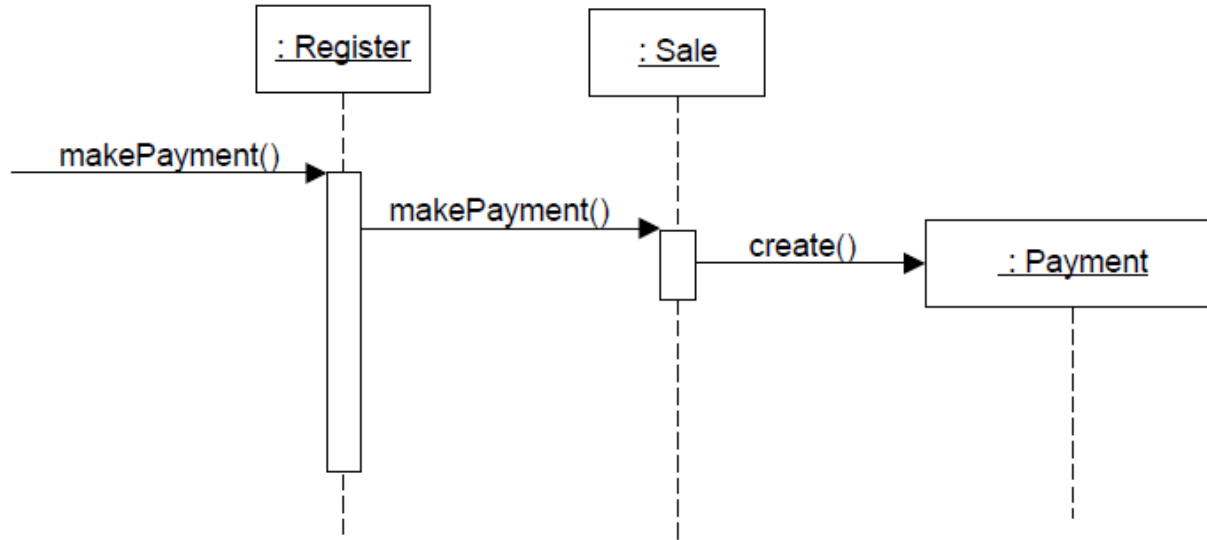 : Register
: Sale
makePayment()
makePayment()
create()
: Payment